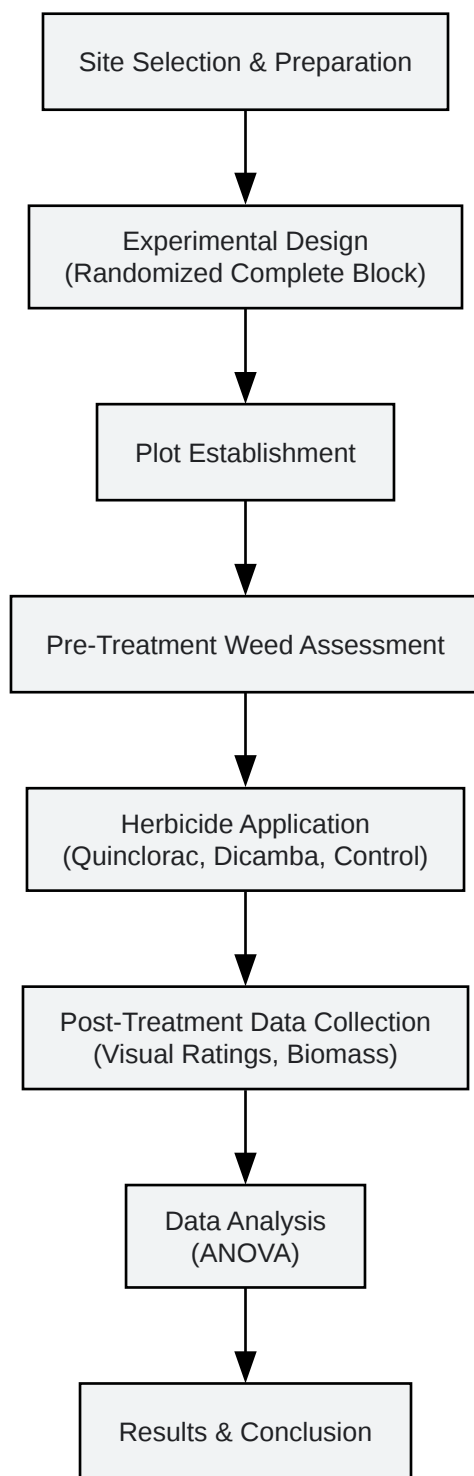 Site Selection & Preparation
Experimental Design
(Randomized Complete Block)
Plot Establishment
Pre-Treatment Weed Assessment
Herbicide Application
(Quinclorac, Dicamba, Control)
Post-Treatment Data Collection
(Visual Ratings, Biomass)
Data Analysis
(ANOVA)
Results & Conclusion